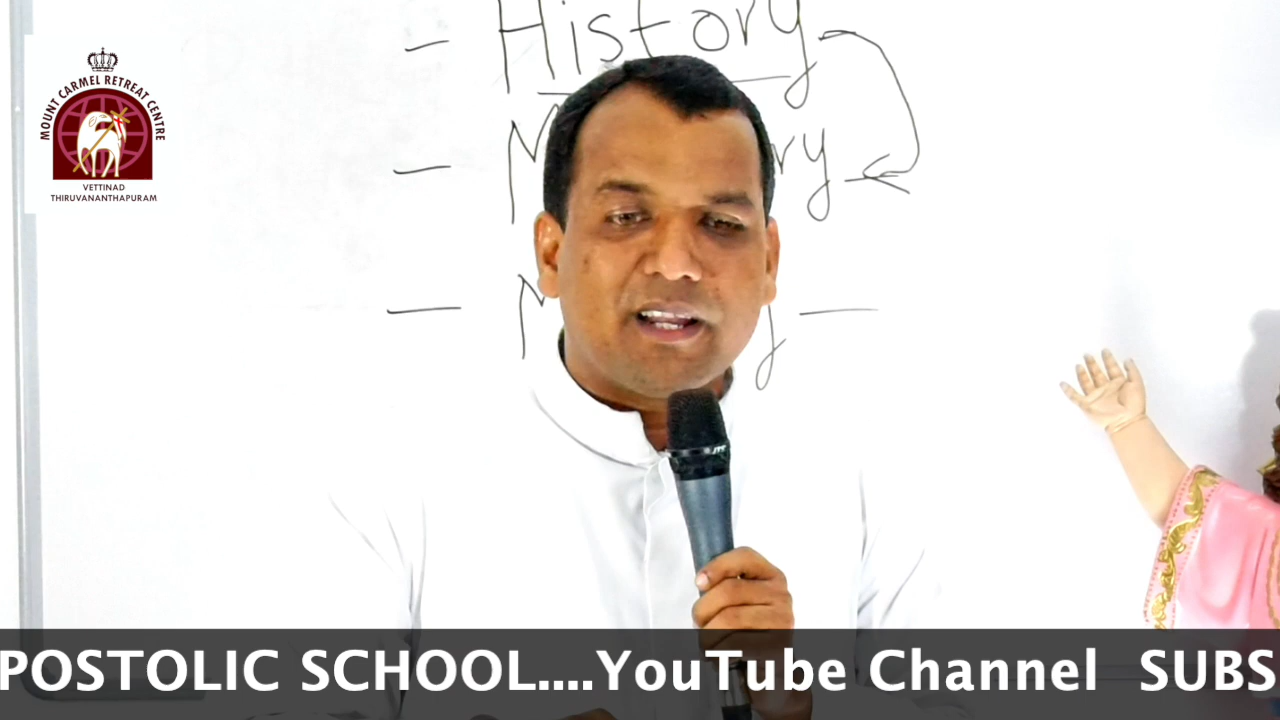 MOUNT CARMEL RETREAT CENTRE
VETTINAD
THIRUVANANTHAPURAM
– History
–
– –
POSTOLIC SCHOOL....YouTube Channel SUBS